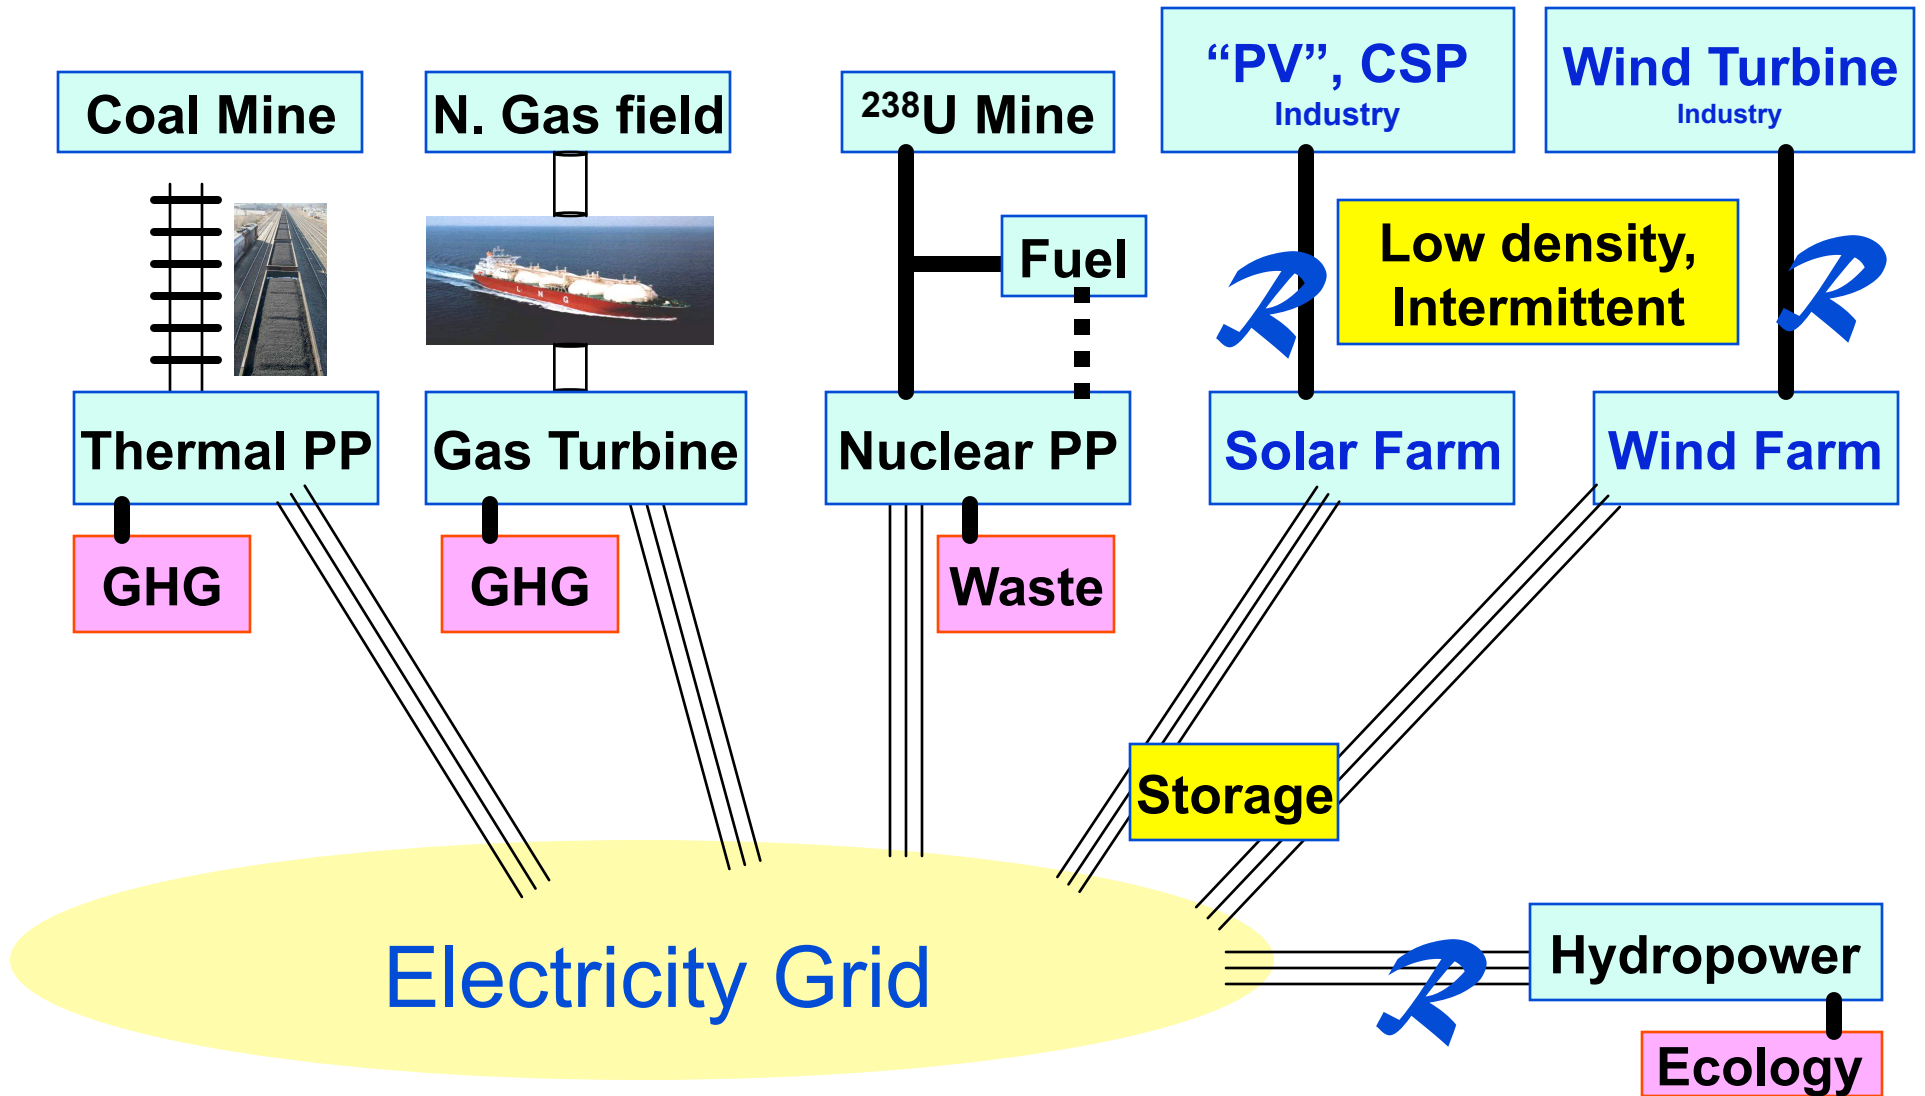 Coal Mine
N. Gas field
²³⁸U Mine
“PV”, CSP
Industry
Wind Turbine
Industry
Fuel
Low density,
Intermittent
R
R
L N G
Thermal PP
Gas Turbine
Nuclear PP
Solar Farm
Wind Farm
GHG
GHG
Waste
Storage
Electricity Grid
R
Hydropower
Ecology